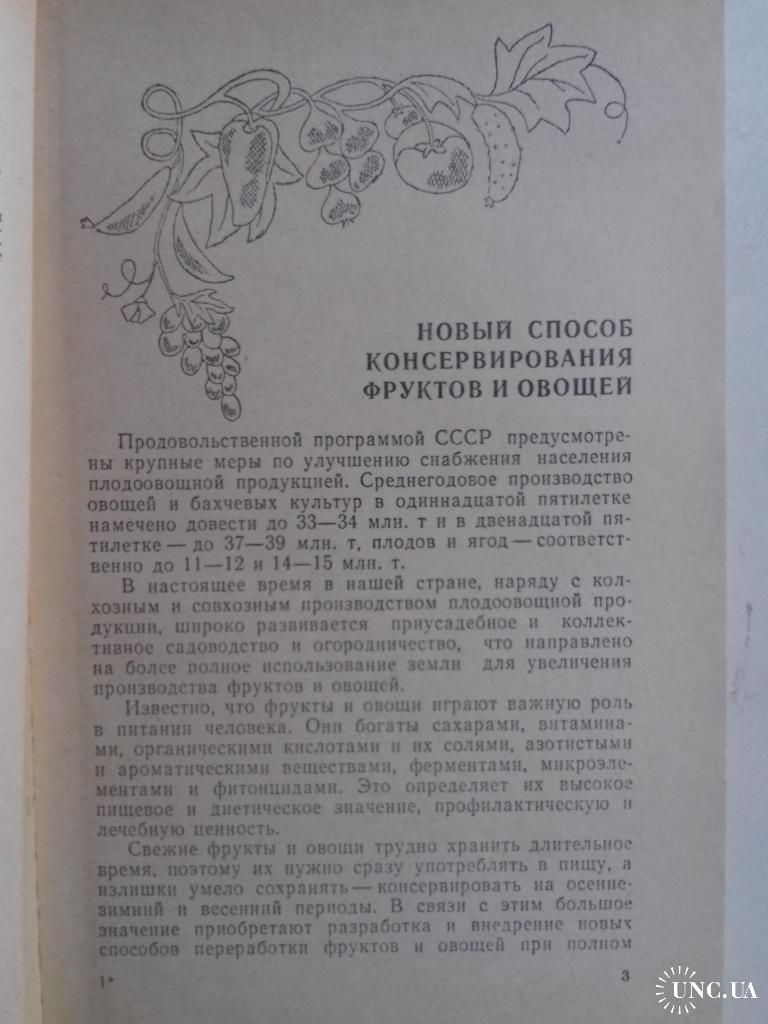 НОВЫЙ СПОСОБ
КОНСЕРВИРОВАНИЯ
ФРУКТОВ И ОВОЩЕЙ
Продовольственной программой СССР предусмотре-
ны крупные меры по улучшению снабжения населения
плодоовощной продукцией. Среднегодовое производство
овощей и бахчевых культур в одиннадцатой пятилетке
намечено довести до 33—34 млн. т и в двенадцатой пя-
тилетке — до 37—39 млн. т, плодов и ягод — соответст-
венно до 11—12 и 14—15 млн. т.
В настоящее время в нашей стране, наряду с кол-
хозным и совхозным производством плодоовощной про-
дукции, широко развивается приусадебное и коллек-
тивное садоводство и огородничество, что направлено
на более полное использование земли для увеличения
производства фруктов и овощей.
Известно, что фрукты и овощи играют важную роль
в питании человека. Они богаты сахарами, витамина-
ми, органическими кислотами и их солями, азотистыми
и ароматическими веществами, ферментами, микроэле-
ментами и фитонцидами. Это определяет их высокое
пищевое и диетическое значение, профилактическую и
лечебную ценность.
Свежие фрукты и овощи трудно хранить длительное
время, поэтому их нужно сразу употреблять в пищу, а
излишки умело сохранять — консервировать на осенне-
зимний и весенний периоды. В связи с этим большое
значение приобретают разработка и внедрение новых
способов переработки фруктов и овощей при полном
1*
3
UNC.UA